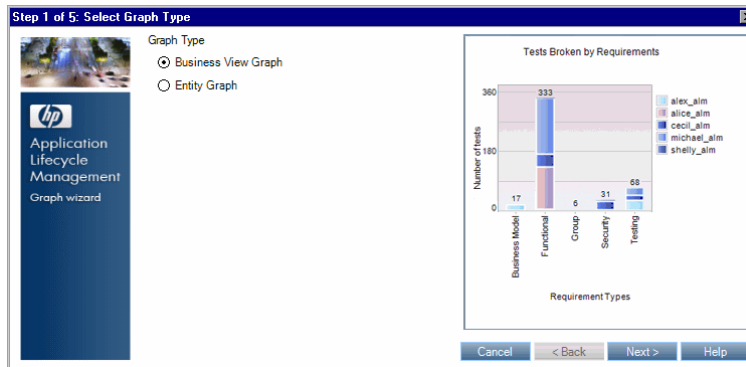 Step 1 of 5: Select Graph Type
Graph Type
Business View Graph
Entity Graph
hp
Application
Lifecycle
Management
Graph wizard
Tests Broken by Requirements
Number of tests
360
180
0
17
333
6
31
68
Business Model
Functional
Group
Security
Testing
Requirement Types
alex_alm
alice_alm
cecil_alm
michael_alm
shelly_alm
Cancel
< Back
Next >
Help